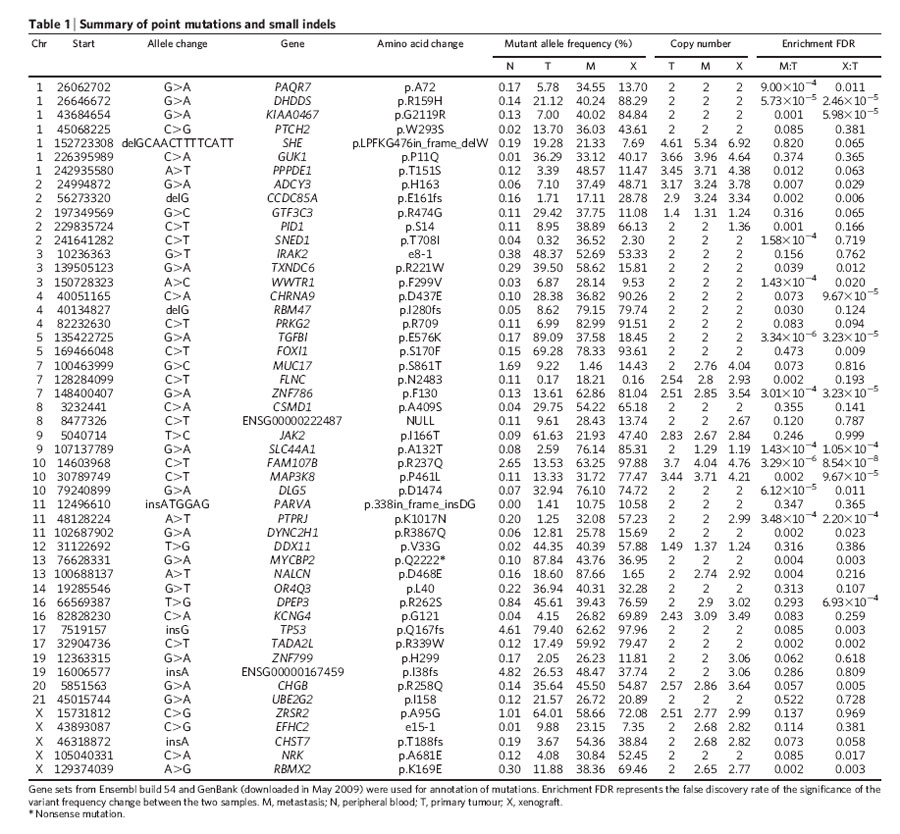 Table 1 | Summary of point mutations and small indels
Chr Start Allele change Gene Amino acid change Mutant allele frequency (%) Copy number Enrichment FDR
N T M X T M X M:T X:T
1 26062702 G>A PAQR7 p.A72 0.17 5.78 34.55 13.70 2 2 2 9.00×10⁻⁴ 0.011
1 26646672 G>A DHDDS p.R159H 0.14 21.12 40.24 88.29 2 2 2 5.73×10⁻⁵ 2.46×10⁻⁵
1 43684654 G>A KIAA0467 p.G2119R 0.13 7.00 40.02 84.84 2 2 2 0.001 5.98×10⁻⁵
1 45068225 C>G PTCH2 p.W293S 0.02 13.70 36.03 43.61 2 2 2 0.085 0.381
1 152723308 delGCAACTTTTCATT SHE p.LPFKG476in_frame_delW 0.19 19.28 21.33 7.69 4.61 5.34 6.92 0.820 0.065
1 226395989 C>A GUK1 p.P11Q 0.01 36.29 33.12 40.17 3.66 3.96 4.64 0.374 0.365
1 242935580 A>T PPPDE1 p.T151S 0.12 3.39 48.57 11.47 3.45 3.71 4.38 0.012 0.063
2 24994872 G>A ADCY3 p.H163 0.06 7.10 37.49 48.71 3.17 3.24 3.78 0.007 0.029
2 56273320 delG CCDC85A p.E161fs 0.16 1.71 17.11 28.78 2.9 3.24 3.34 0.002 0.006
2 197349569 G>C GTF3C3 p.R474G 0.11 29.42 37.75 11.08 1.4 1.31 1.24 0.316 0.065
2 229835724 C>T PID1 p.S14 0.11 8.95 38.89 66.13 2 2 1.36 0.001 0.166
2 241641282 C>T SNED1 p.T708I 0.04 0.32 36.52 2.30 2 2 2 1.58×10⁻⁴ 0.719
3 10236363 G>T IRAK2 e8-1 0.38 48.37 52.69 53.33 2 2 2 0.156 0.762
3 139505123 G>A TXNDC6 p.R221W 0.29 39.50 58.62 15.81 2 2 2 0.039 0.012
3 150728323 A>C WWTR1 p.F299V 0.03 6.87 28.14 9.53 2 2 2 1.43×10⁻⁴ 0.020
4 40051165 C>A CHRNA9 p.D437E 0.10 28.38 36.82 90.26 2 2 2 0.073 9.67×10⁻⁵
4 40134827 delG RBM47 p.I280fs 0.05 8.62 79.15 79.74 2 2 2 0.030 0.124
4 82232630 C>T PRKG2 p.R709 0.11 6.99 82.99 91.51 2 2 2 0.083 0.094
5 135422725 G>A TGFBI p.E576K 0.17 89.09 37.58 18.45 2 2 2 3.34×10⁻⁶ 3.23×10⁻⁵
5 169466048 C>T FOXI1 p.S170F 0.15 69.28 78.33 93.61 2 2 2 0.473 0.009
7 100463999 G>C MUC17 p.S861T 1.69 9.22 1.46 14.43 2 2.76 4.04 0.073 0.816
7 128284099 C>T FLNC p.N2483 0.11 0.17 18.21 0.16 2.54 2.8 2.93 0.002 0.193
7 148400407 G>A ZNF786 p.F130 0.13 13.61 62.86 81.04 2.51 2.85 3.54 3.01×10⁻⁴ 3.23×10⁻⁵
8 3232441 C>A CSMD1 p.A409S 0.04 29.75 54.22 65.18 2 2 2 0.355 0.141
8 8477326 C>T ENSG00000222487 NULL 0.11 9.61 28.43 13.74 2 2 2.67 0.120 0.787
9 5040714 T>C JAK2 p.I166T 0.09 61.63 21.93 47.40 2.83 2.67 2.84 0.246 0.999
9 107137789 G>A SLC44A1 p.A132T 0.08 2.59 76.14 85.31 2 1.29 1.19 1.43×10⁻⁴ 1.05×10⁻⁴
10 14603968 C>T FAM107B p.R237Q 2.65 13.53 63.25 97.88 3.7 4.04 4.76 3.29×10⁻⁶ 8.54×10⁻⁸
10 30789749 C>T MAP3K8 p.P461L 0.11 13.33 31.72 77.47 3.44 3.71 4.21 0.002 9.67×10⁻⁵
10 79240899 G>A DLG5 p.D1474 0.07 32.94 76.10 74.72 2 2 2 6.12×10⁻⁵ 0.011
11 12496610 insATGGAG PARVA p.338in_frame_insDG 0.00 1.41 10.75 10.58 2 2 2 0.347 0.365
11 48128224 A>T PTPRJ p.K1017N 0.20 1.25 32.08 57.23 2 2 2.99 3.48×10⁻⁴ 2.20×10⁻⁴
11 102687902 G>A DYNC2H1 p.R3867Q 0.06 12.81 25.78 15.69 2 2 2 0.002 0.023
12 31122692 T>G DDX11 p.V33G 0.02 44.35 40.39 57.88 1.49 1.37 1.24 0.316 0.386
13 76628331 G>A MYCBP2 p.Q2222* 0.10 87.84 43.76 36.95 2 2 2 0.004 0.003
13 100688137 A>T NALCN p.D468E 0.16 18.60 87.66 1.65 2 2.74 2.92 0.004 0.216
14 19285546 G>T OR4Q3 p.L40 0.22 36.94 40.31 32.28 2 2 2 0.313 0.107
16 66569387 T>G DPEP3 p.R262S 0.84 45.61 39.43 76.59 2 2.9 3.02 0.293 6.93×10⁻⁴
16 82828230 C>A KCNG4 p.G121 0.04 4.15 26.82 69.89 2.43 3.09 3.49 0.083 0.259
17 7519157 insG TP53 p.Q167fs 4.61 79.40 62.62 97.96 2 2 2 0.085 0.003
17 32904736 C>T TADA2L p.R339W 0.12 17.49 59.92 79.47 2 2 2 0.002 0.002
19 12363315 G>A ZNF799 p.H299 0.17 2.05 26.23 11.81 2 2 3.06 0.062 0.618
19 16006577 insA ENSG00000167459 p.I38fs 4.82 26.53 48.47 37.74 2 2 3.06 0.286 0.809
20 5851563 G>A CHGB p.R258Q 0.14 35.64 45.50 54.87 2.57 2.86 3.64 0.057 0.005
21 45015744 G>A UBE2G2 p.I158 0.12 21.57 26.72 20.89 2 2 2 0.522 0.728
X 15731812 C>G ZRSR2 p.A95G 1.01 64.01 58.66 72.08 2.51 2.77 2.99 0.137 0.969
X 43893087 C>G EFHC2 e15-1 0.01 9.88 23.15 7.35 2 2.68 2.82 0.114 0.381
X 46318872 insA CHST7 p.T188fs 0.19 3.67 54.36 38.84 2 2.68 2.82 0.073 0.058
X 105040331 C>A NRK p.A681E 0.12 4.08 30.84 52.45 2 2 2 0.085 0.017
X 129374039 A>G RBMX2 p.K169E 0.30 11.88 38.36 69.46 2 2.65 2.77 0.002 0.003
Gene sets from Ensembl build 54 and GenBank (downloaded in May 2009) were used for annotation of mutations. Enrichment FDR represents the false discovery rate of the significance of the
variant frequency change between the two samples. M, metastasis; N, peripheral blood; T, primary tumour; X, xenograft.
* Nonsense mutation.